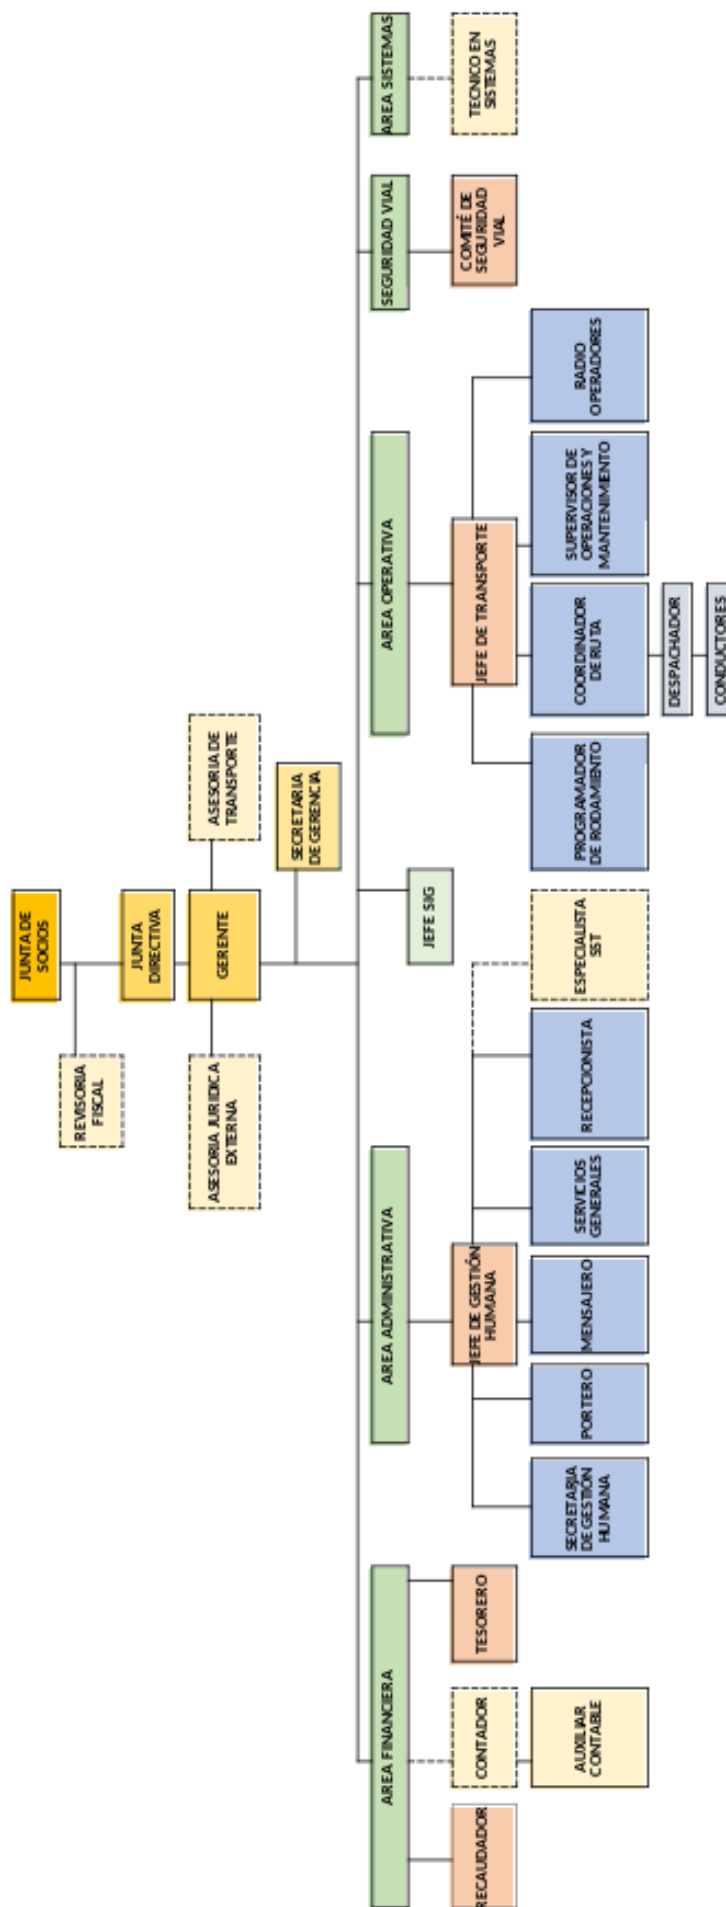 JUNTA DE
SOCIOS
REVISORIA
FISCAL
JUNTA
DIRECTIVA
ASESORIA JURIDICA
EXTERNA
GERENTE
ASESORIA DE
TRANSPORTE
SECRETARIA
DE GERENCIA
AREA FINANCIERA
AREA ADMINISTRATIVA
JEFE SIG
AREA OPERATIVA
SEGURIDAD VIAL
AREA SISTEMAS
RECAUDADOR
CONTADOR
TESORERO
JEFE DE GESTIÓN
HUMANA
JEFE DE TRANSPORTE
COMITÉ DE
SEGURIDAD
VIAL
TECNICO EN
SISTEMAS
AUXILIAR
CONTABLE
SECRETARIA
DE GESTIÓN
HUMANA
PORTERO
MENSAJERO
SERVICIOS
GENERALES
RECEPCIONISTA
ESPECIALISTA
SST
PROGRAMADOR
DE RODAMIENTO
COORDINADOR
DE RUTA
SUPERVISOR DE
OPERACIONES Y
MANTENIMIENTO
RADIO
OPERADORES
DESPACHADOR
CONDUCTORES